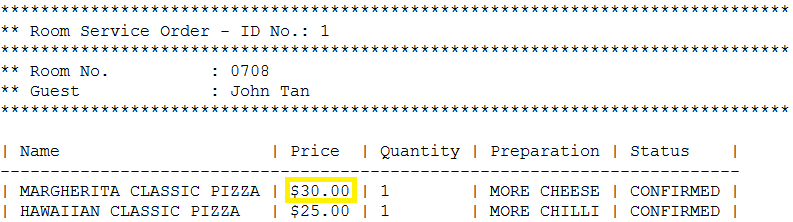 *******************************************************************************
** Room Service Order - ID No.: 1
*******************************************************************************
** Room No.          : 0708
** Guest             : John Tan
*******************************************************************************
| Name                     | Price  | Quantity | Preparation | Status    |
--------------------------------------------------------------------------
| MARGHERITA CLASSIC PIZZA | $30.00 | 1        | MORE CHEESE | CONFIRMED |
| HAWAIIAN CLASSIC PIZZA   | $25.00 | 1        | MORE CHILLI | CONFIRMED |